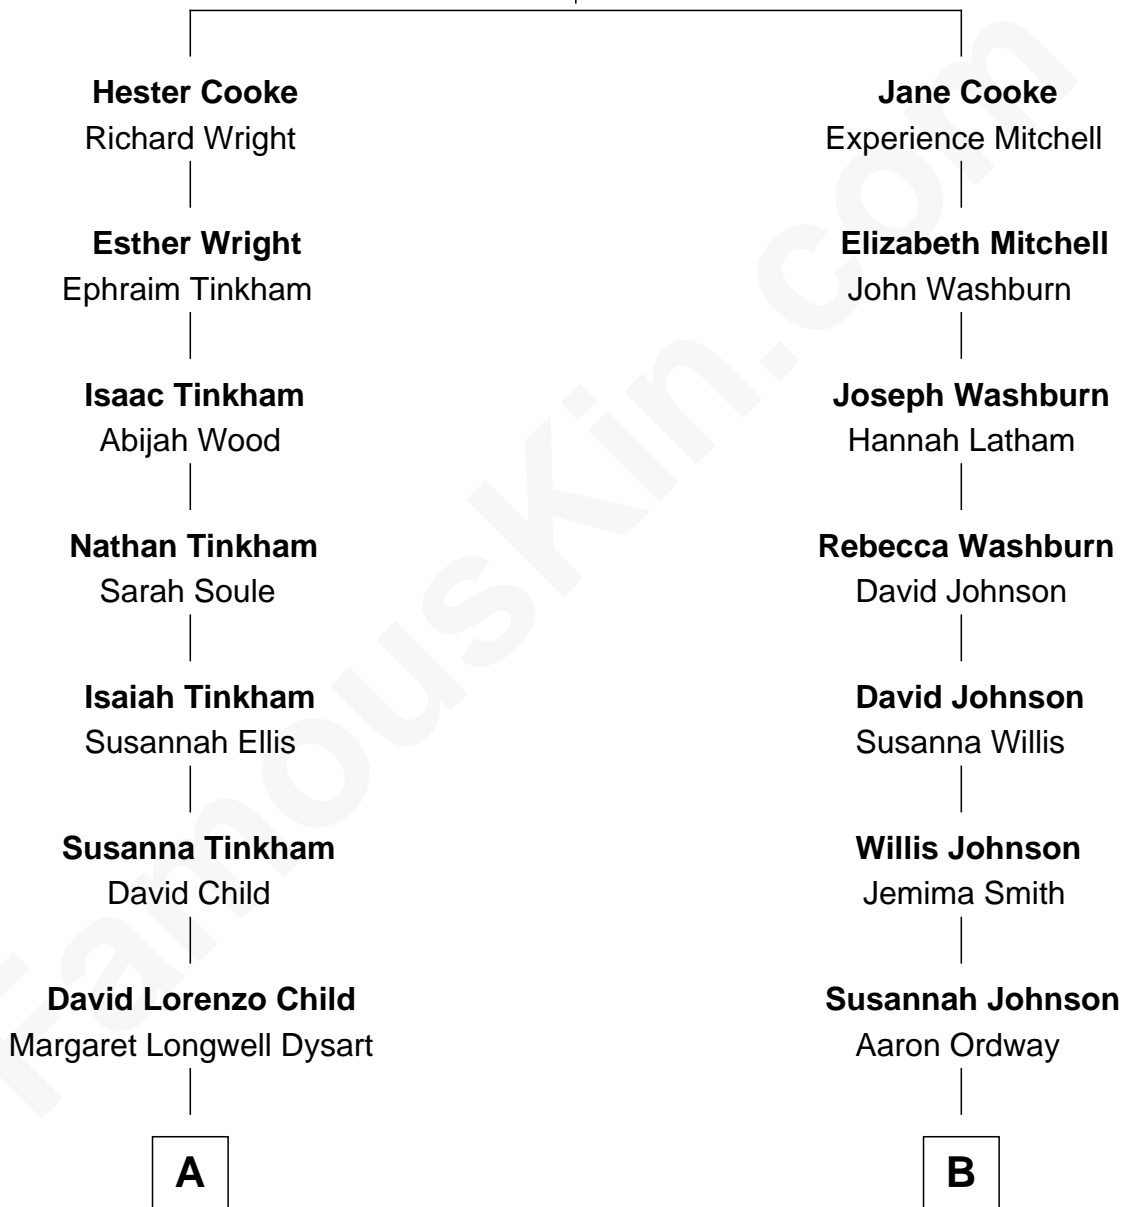 Hester Cooke
Richard Wright
Jane Cooke
Experience Mitchell
Esther Wright
Ephraim Tinkham
Elizabeth Mitchell
John Washburn
Isaac Tinkham
Abijah Wood
Joseph Washburn
Hannah Latham
Nathan Tinkham
Sarah Soule
Rebecca Washburn
David Johnson
Isaiah Tinkham
Susannah Ellis
David Johnson
Susanna Willis
Susanna Tinkham
David Child
Willis Johnson
Jemima Smith
David Lorenzo Child
Margaret Longwell Dysart
Susannah Johnson
Aaron Ordway
A
B
FamousKin.com